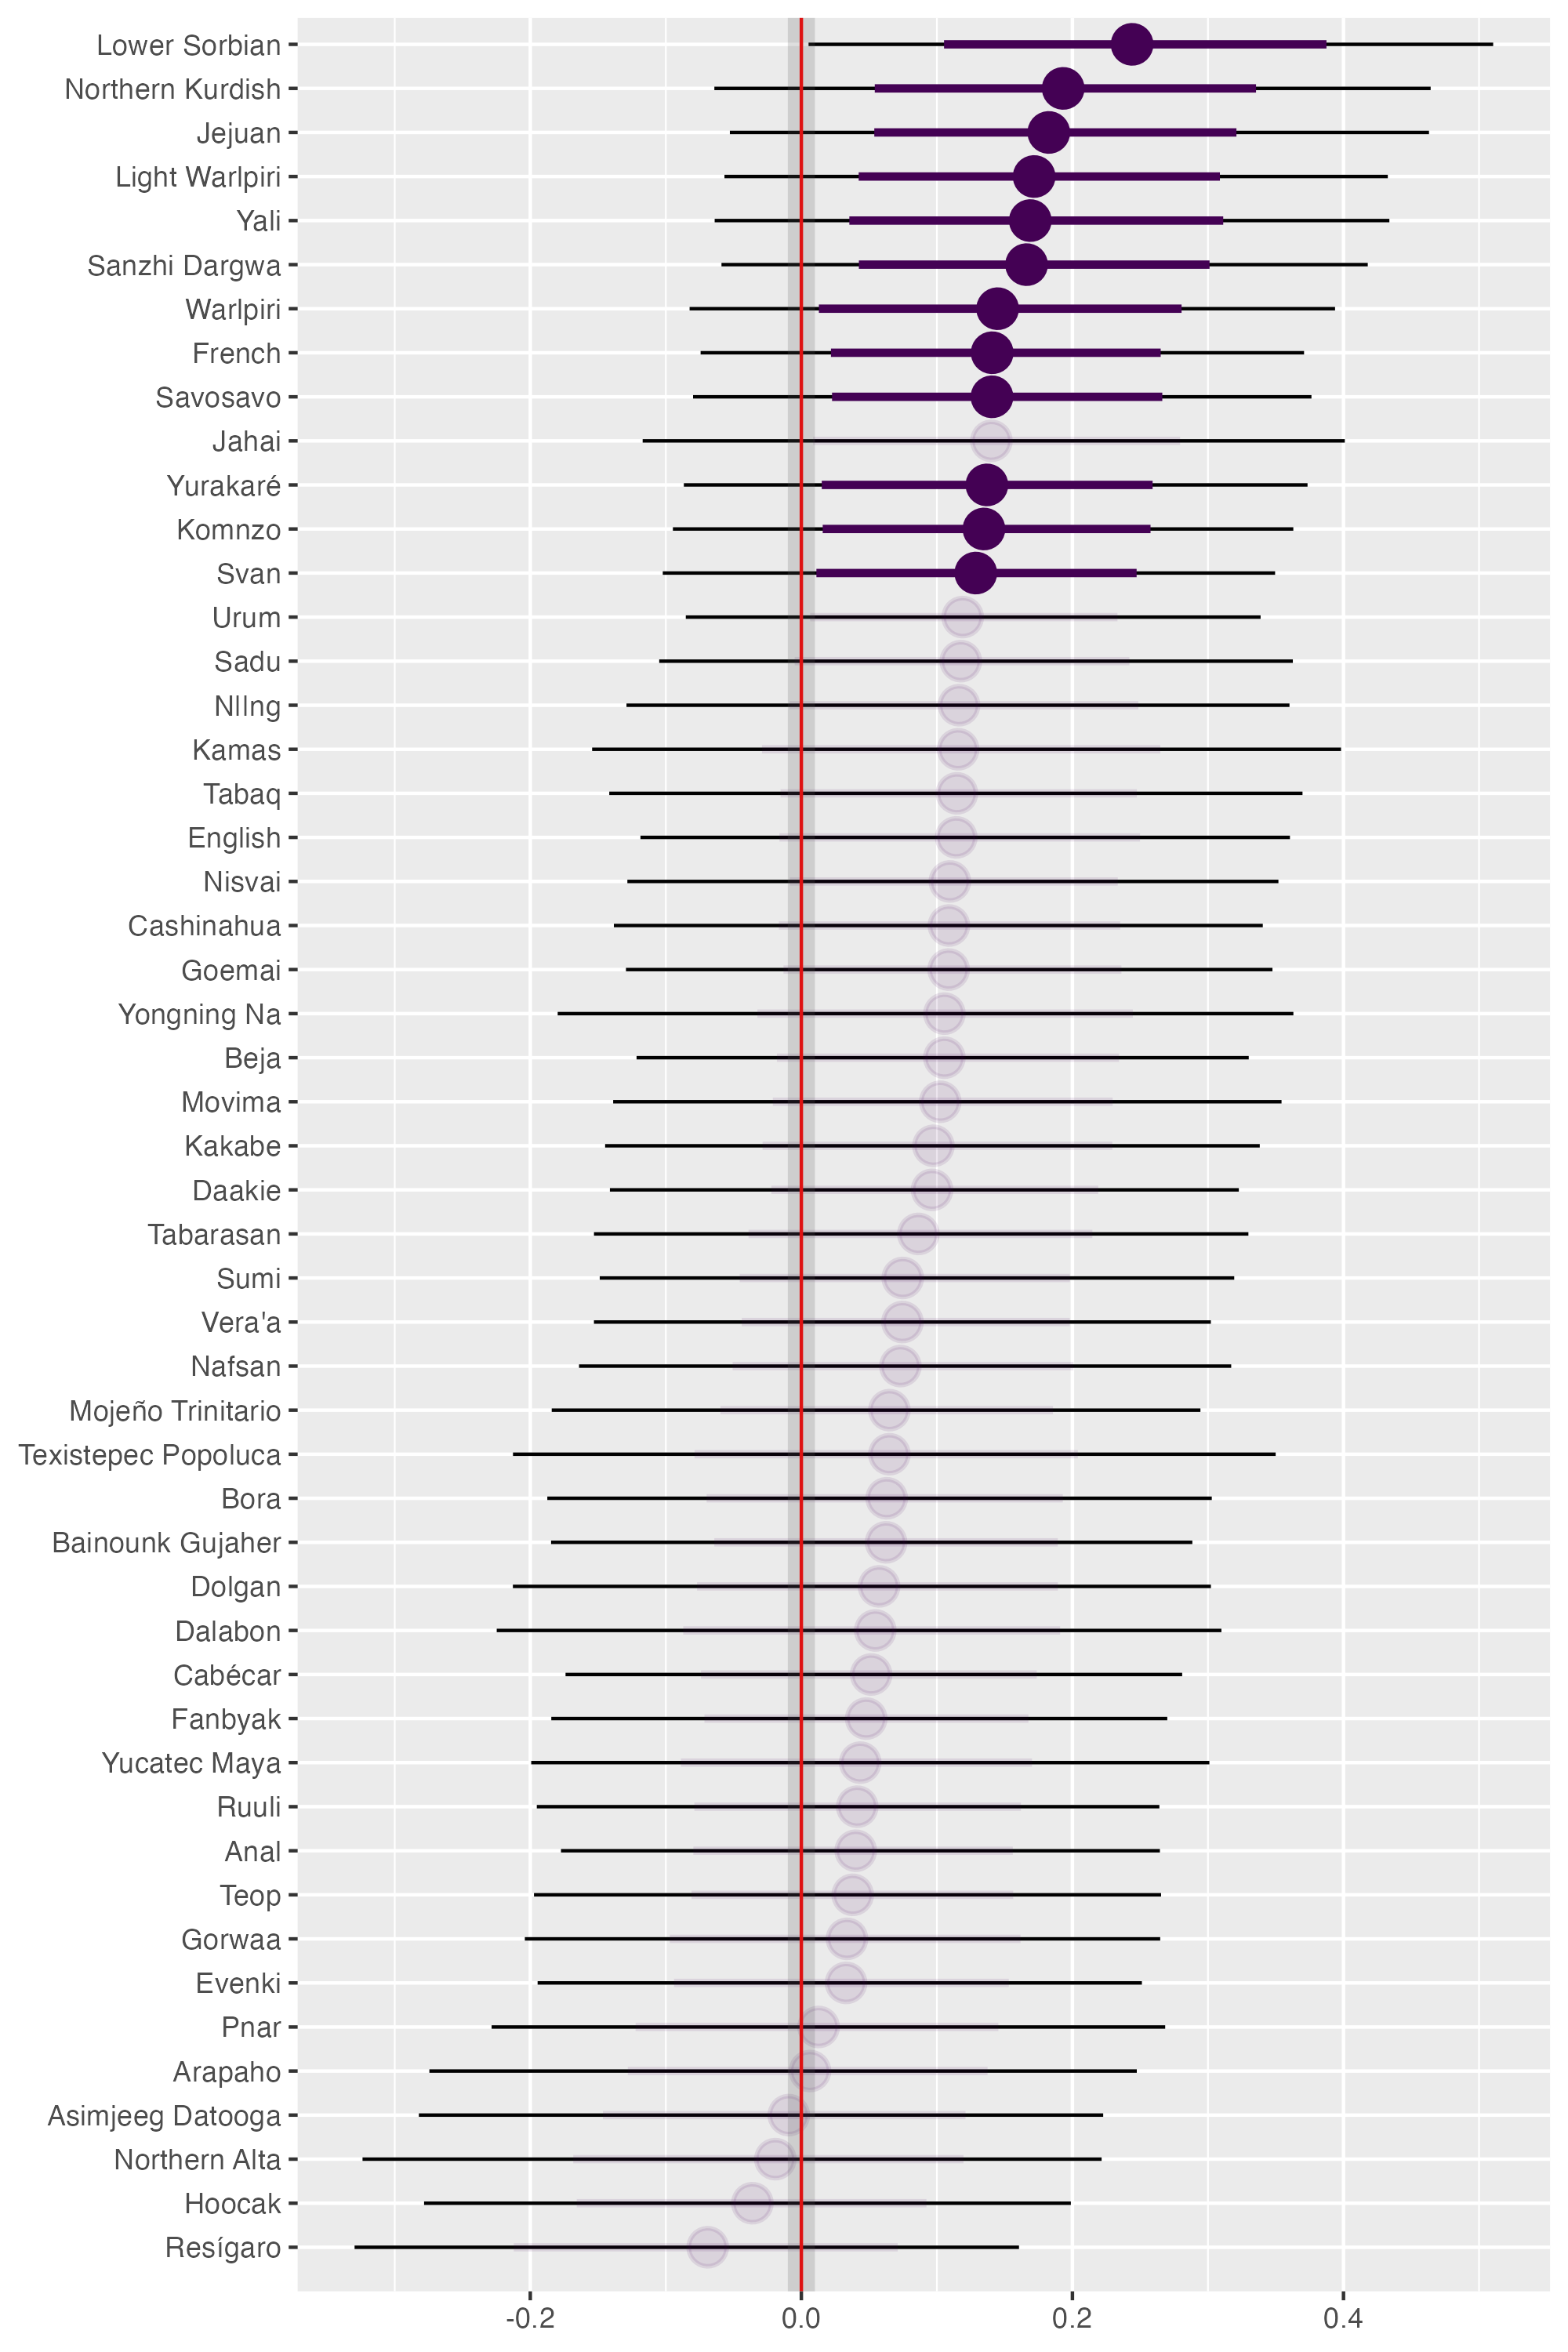 Lower Sorbian
Northern Kurdish
Jejuan
Light Warlpiri
Yali
Sanzhi Dargwa
Warlpiri
French
Savosavo
Jahai
Yurakaré
Komnzo
Svan
Urum
Sadu
Nllng
Kamas
Tabaq
English
Nisvai
Cashinahua
Goemai
Yongning Na
Beja
Movima
Kakabe
Daakie
Tabarasan
Sumi
Vera'a
Nafsan
Mojeño Trinitario
Texistepec Popoluca
Bora
Bainounk Gujaher
Dolgan
Dalabon
Cabécar
Fanbyak
Yucatec Maya
Ruuli
Anal
Teop
Gorwaa
Evenki
Pnar
Arapaho
Asimjeeg Datooga
Northern Alta
Hoocak
Resígaro
-0.2 0.0 0.2 0.4